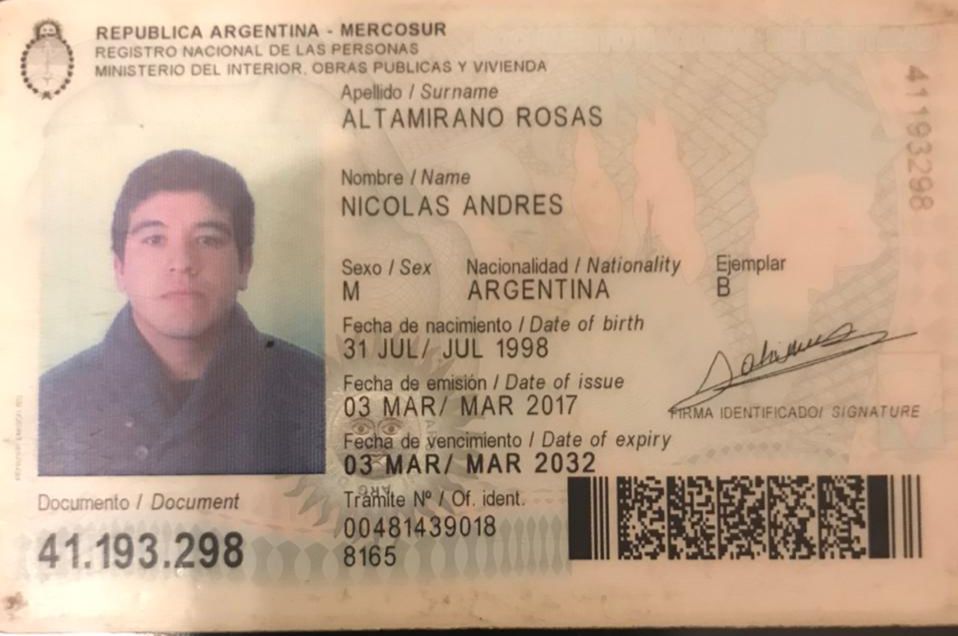 REPUBLICA ARGENTINA - MERCOSUR
REGISTRO NACIONAL DE LAS PERSONAS
MINISTERIO DEL INTERIOR, OBRAS PUBLICAS Y VIVIENDA
Apellido / Surname
ALTAMIRANO ROSAS
Nombre / Name
NICOLAS ANDRES
Sexo / Sex Nacionalidad / Nationality Ejemplar
M ARGENTINA B
Fecha de nacimiento / Date of birth
31 JUL/ JUL 1998
Fecha de emisión / Date of issue
03 MAR/ MAR 2017
FIRMA IDENTIFICADO/ SIGNATURE
Fecha de vencimiento / Date of expiry
03 MAR/ MAR 2032
Documento / Document
41.193.298
Trámite Nº / Of. ident.
00481439018
8165
41193298
ARG